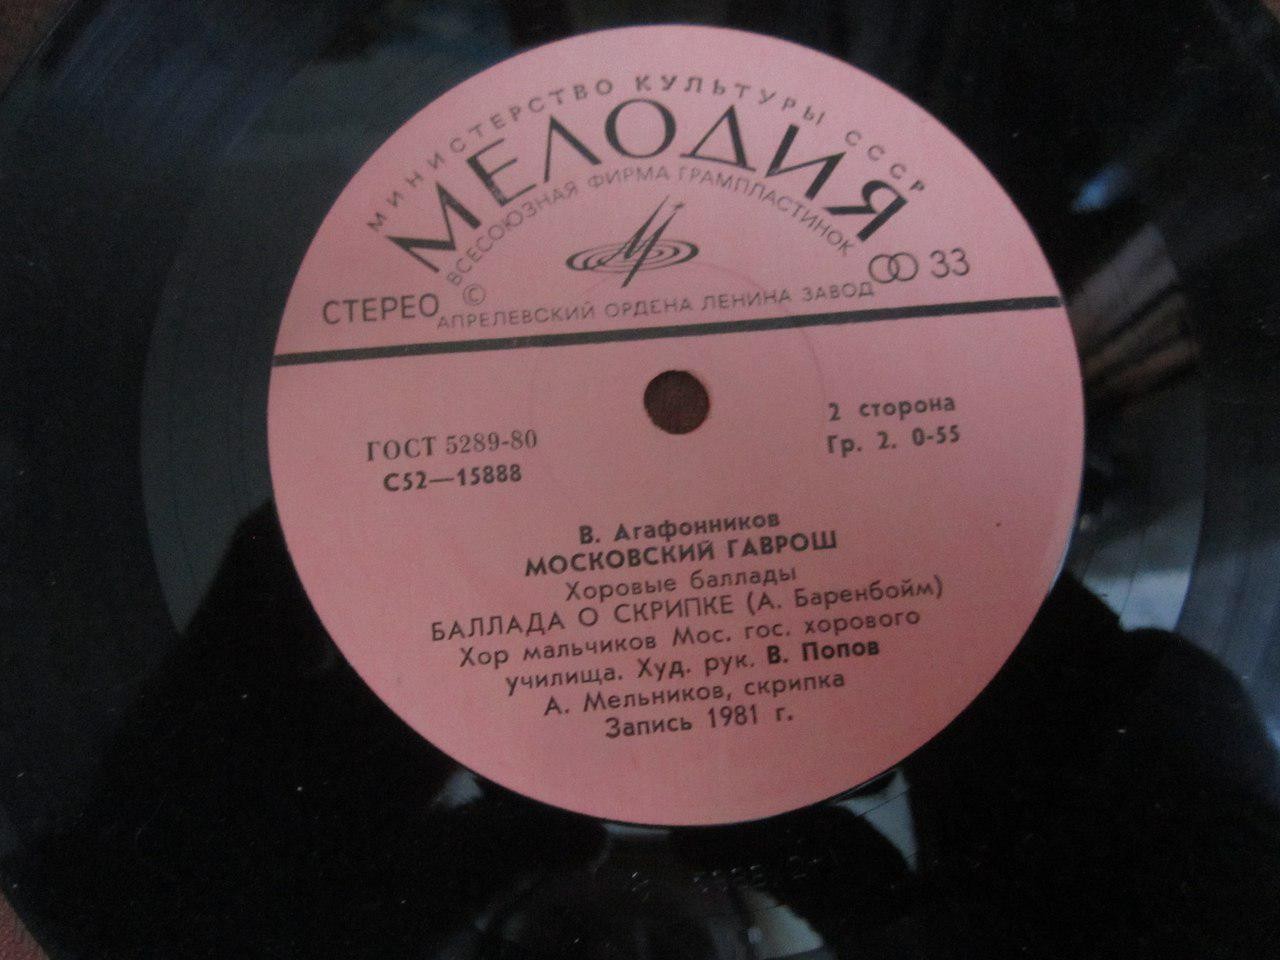 МИНИСТЕРСТВО КУЛЬТУРЫ СССР
МЕЛОДИЯ
ВСЕСОЮЗНАЯ ФИРМА ГРАМПЛАСТИНОК
33
СТЕРЕО ©
АПРЕЛЕВСКИЙ ОРДЕНА ЛЕНИНА ЗАВОД
2 сторона
ГОСТ 5289-80
Гр. 2. 0-55
С52—15888
В. Агафонников
МОСКОВСКИЙ ГАВРОШ
Хоровые баллады
БАЛЛАДА О СКРИПКЕ (А. Баренбойм)
Хор мальчиков Мос. гос. хорового
училища. Худ. рук. В. Попов
А. Мельников, скрипка
Запись 1981 г.